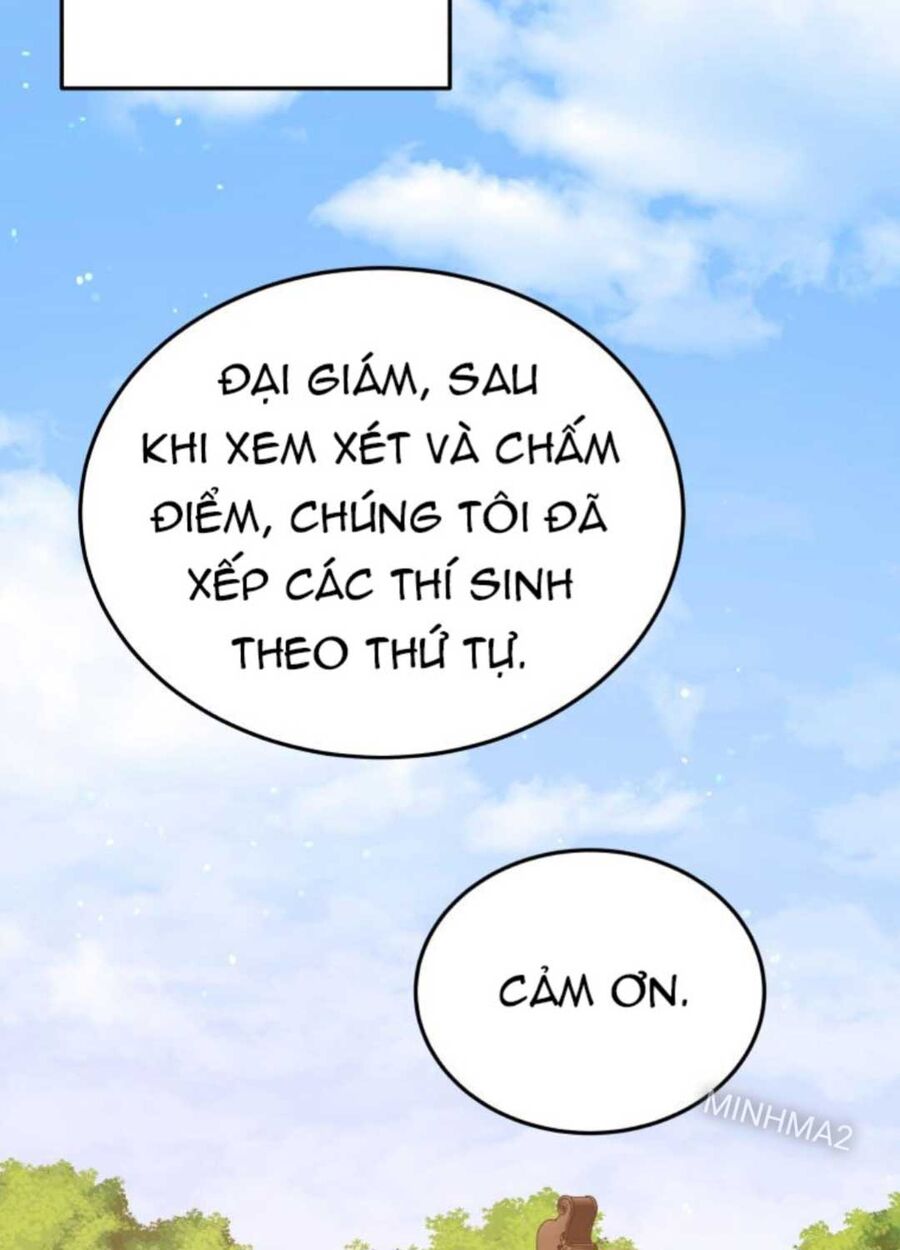 ĐẠI GIÁM, SAU
KHI XEM XÉT VÀ CHẤM
ĐIỂM, CHÚNG TÔI ĐÃ
XẾP CÁC THÍ SINH
THEO THỨ TỰ.
CẢM ƠN.
MINHMA2